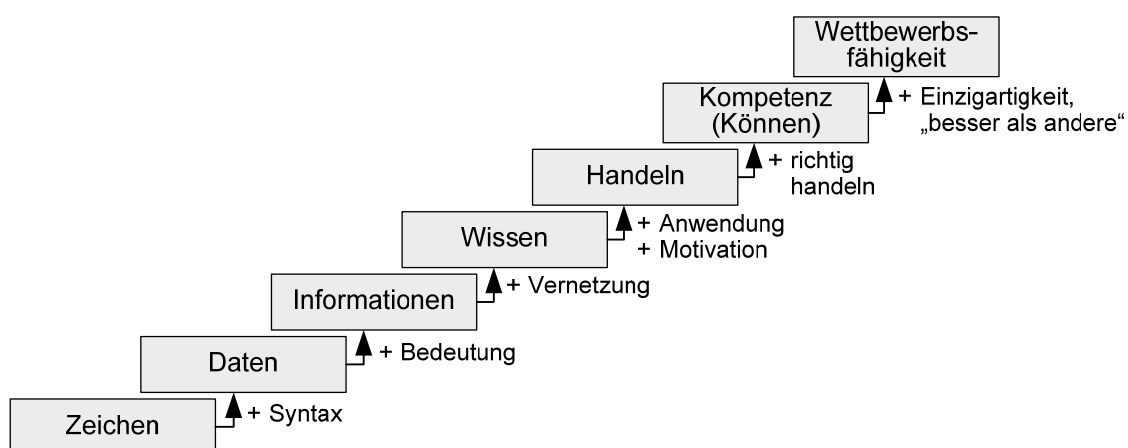 Wettbewerbs-
fähigkeit
+ Einzigartigkeit,
„besser als andere“
Kompetenz
(Können)
+ richtig
handeln
Handeln
+ Anwendung
+ Motivation
Wissen
+ Vernetzung
Informationen
+ Bedeutung
Daten
+ Syntax
Zeichen